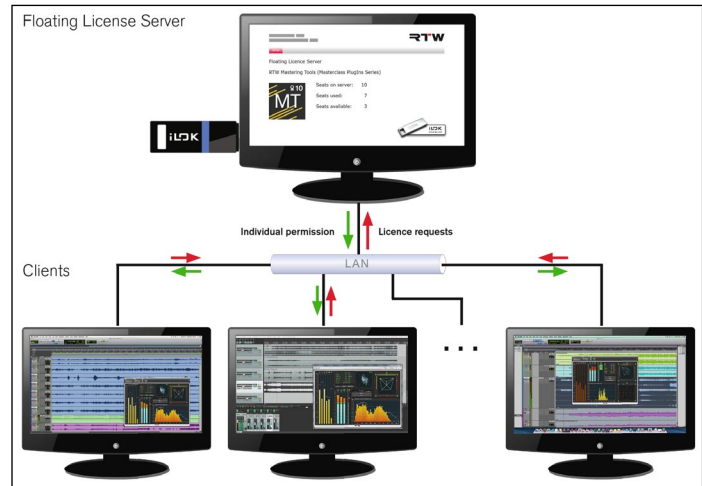 Floating License Server
RTW
Floating Licence Server
RTW Mastering Tools (Masterclass PlugIns Series)
10
MT
Seats on server: 10
Seats used: 7
Seats available: 3
iLOK
iLOK
Individual permission
Licence requests
LAN
Clients
...